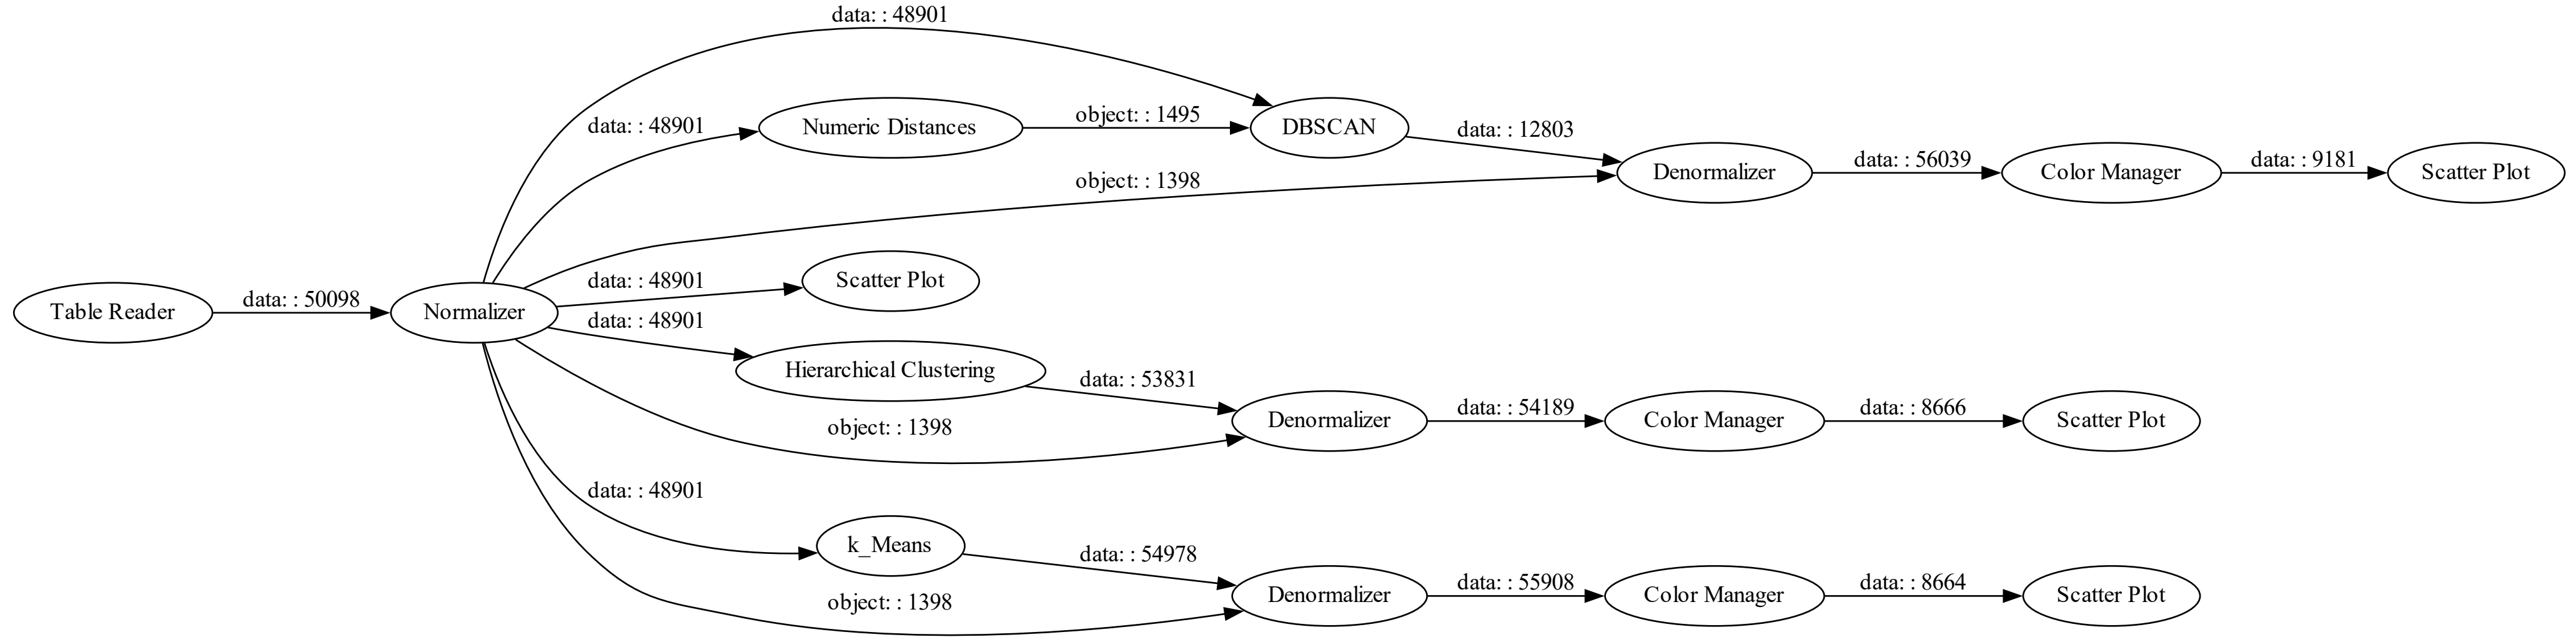 data: : 48901
data: : 48901
Numeric Distances
object: : 1495
DBSCAN
data: : 12803
object: : 1398
Denormalizer
data: : 56039
Color Manager
data: : 9181
Scatter Plot
Table Reader
data: : 50098
Normalizer
data: : 48901
Scatter Plot
data: : 48901
Hierarchical Clustering
data: : 53831
object: : 1398
Denormalizer
data: : 54189
Color Manager
data: : 8666
Scatter Plot
data: : 48901
k_Means
data: : 54978
object: : 1398
Denormalizer
data: : 55908
Color Manager
data: : 8664
Scatter Plot